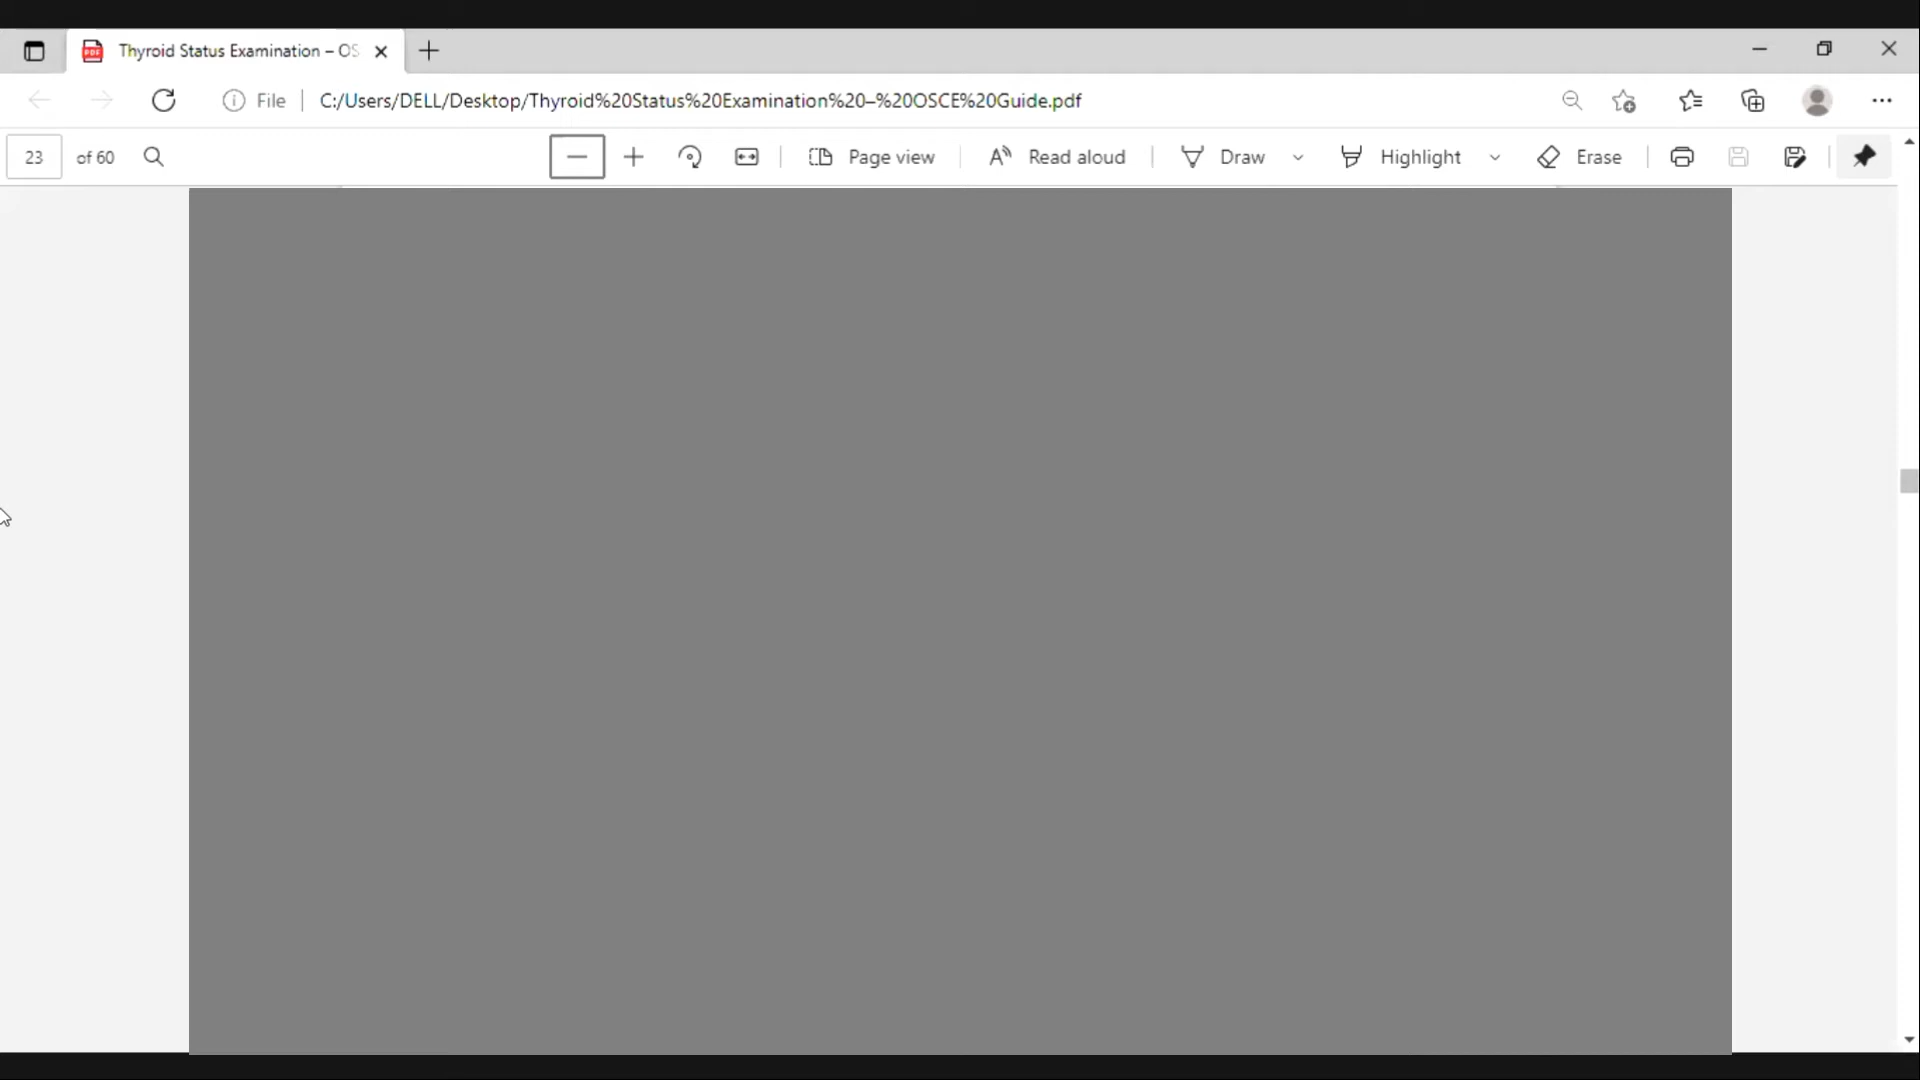 Thyroid Status Examination – OS
File
C:/Users/DELL/Desktop/Thyroid%20Status%20Examination%20–%20OSCE%20Guide.pdf
23 of 60
Page view
Read aloud
Draw
Highlight
Erase